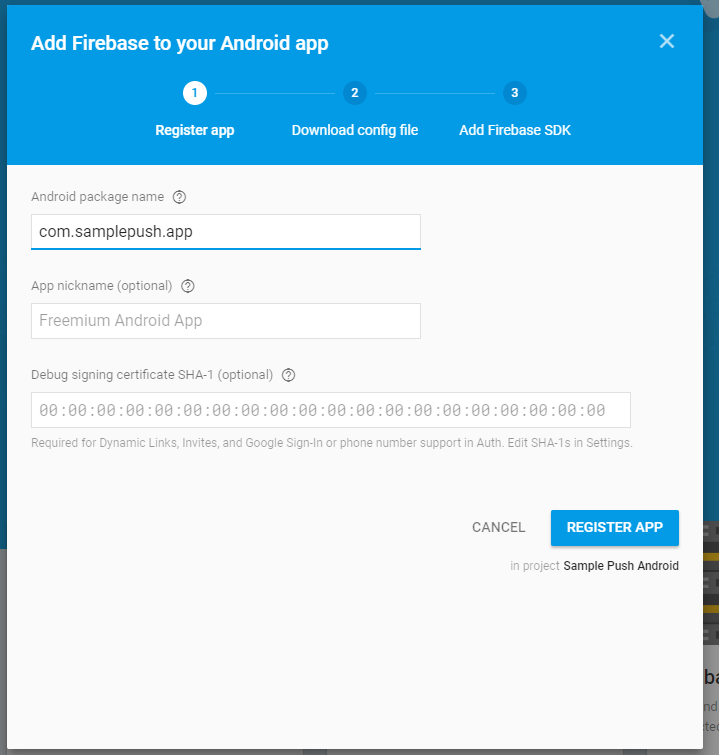 Add Firebase to your Android app
1 2 3
Register app Download config file Add Firebase SDK
Android package name
com.samplepush.app
App nickname (optional)
Freemium Android App
Debug signing certificate SHA-1 (optional)
00:00:00:00:00:00:00:00:00:00:00:00:00:00:00:00:00:00:00:00
Required for Dynamic Links, Invites, and Google Sign-In or phone number support in Auth. Edit SHA-1s in Settings.
CANCEL REGISTER APP
in project Sample Push Android